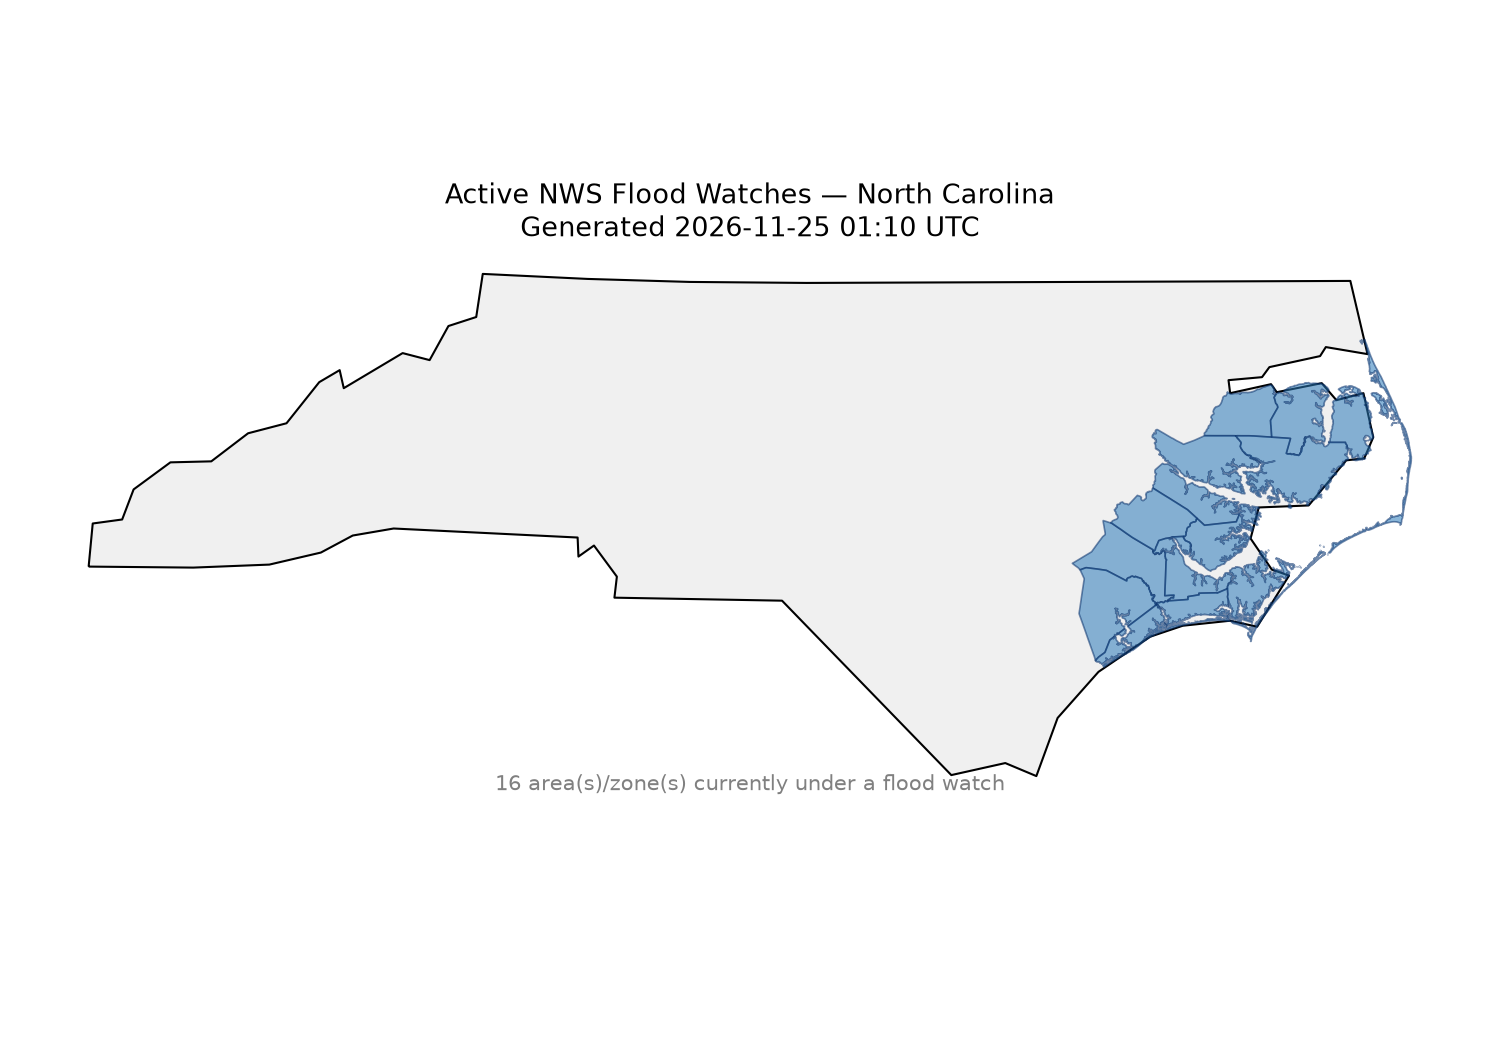 Active NWS Flood Watches — North Carolina
Generated 2026-11-25 01:10 UTC
16 area(s)/zone(s) currently under a flood watch